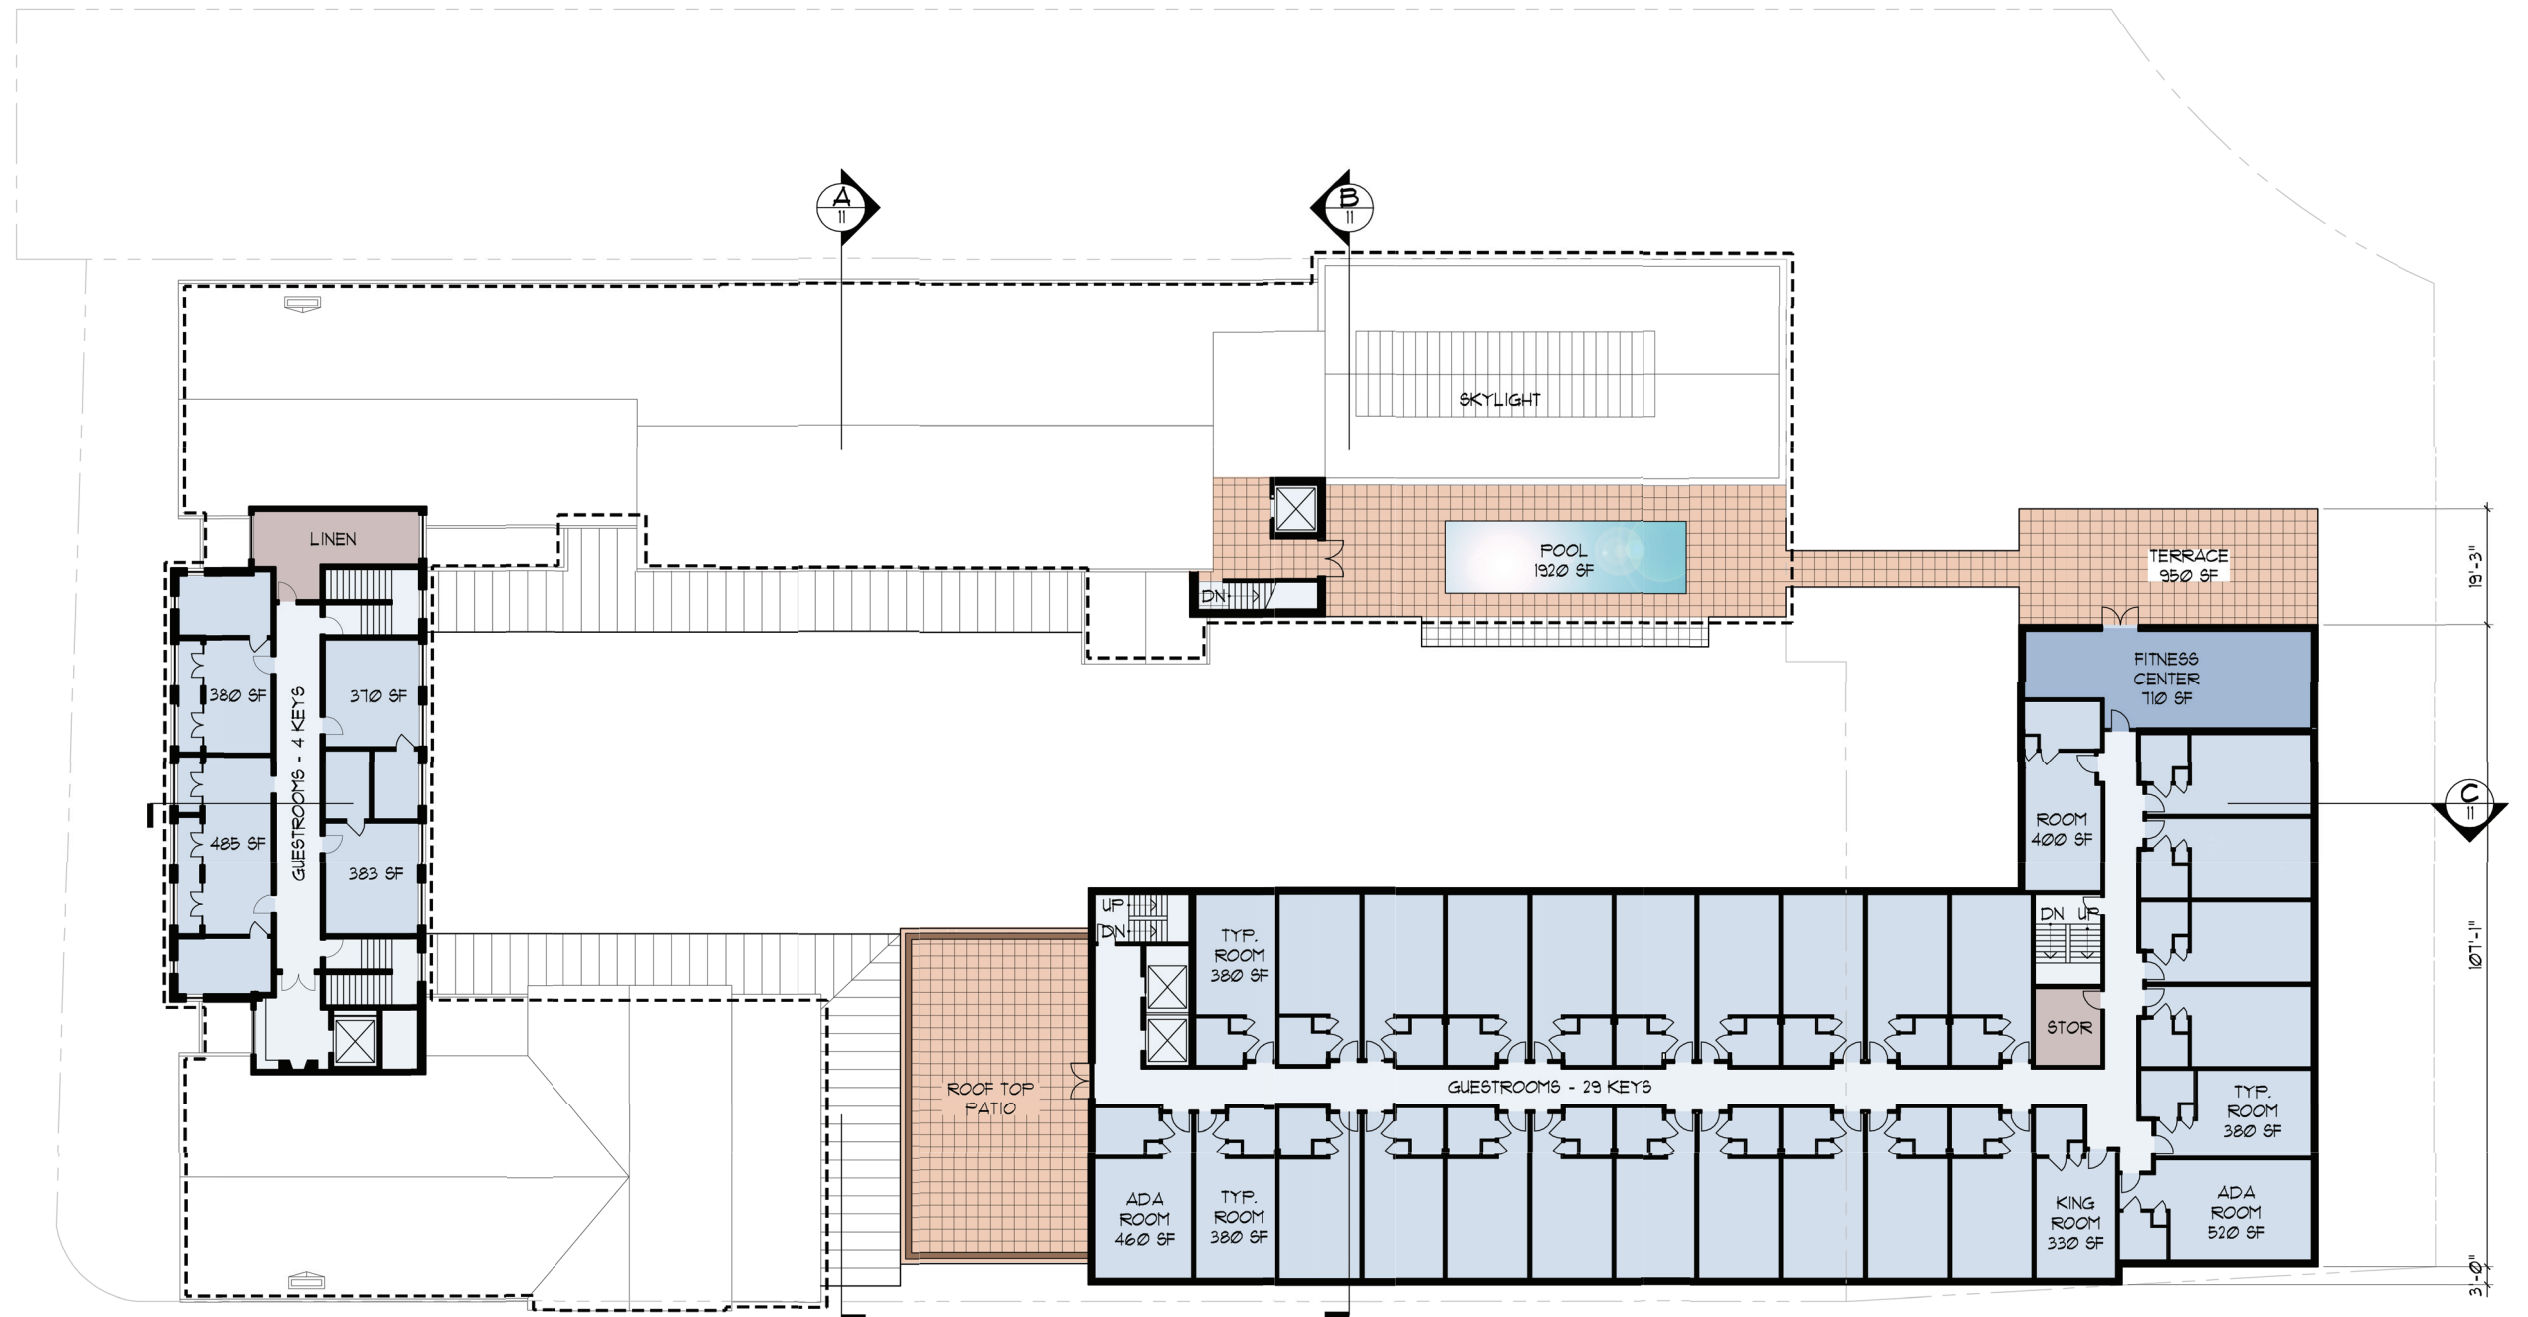 A
11
B
11
SKYLIGHT
LINEN
POOL
1920 SF
DN
TERRACE
950 SF
19'-3"
FITNESS
CENTER
710 SF
380 SF
370 SF
GUESTROOMS - 4 KEYS
485 SF
383 SF
ROOM
400 SF
C
11
UP
DN
DN UP
TYP.
ROOM
380 SF
107'-1"
STOR
ROOF TOP
PATIO
GUESTROOMS - 29 KEYS
TYP.
ROOM
380 SF
ADA
ROOM
460 SF
TYP.
ROOM
380 SF
KING
ROOM
330 SF
ADA
ROOM
520 SF
3'-0"